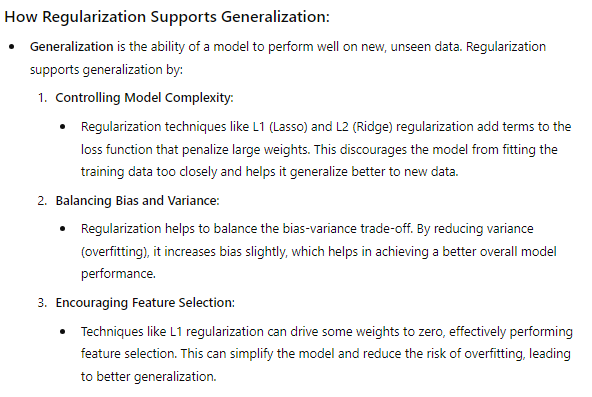 How Regularization Supports Generalization:
• Generalization is the ability of a model to perform well on new, unseen data. Regularization
supports generalization by:
1. Controlling Model Complexity:
• Regularization techniques like L1 (Lasso) and L2 (Ridge) regularization add terms to the
loss function that penalize large weights. This discourages the model from fitting the
training data too closely and helps it generalize better to new data.
2. Balancing Bias and Variance:
• Regularization helps to balance the bias-variance trade-off. By reducing variance
(overfitting), it increases bias slightly, which helps in achieving a better overall model
performance.
3. Encouraging Feature Selection:
• Techniques like L1 regularization can drive some weights to zero, effectively performing
feature selection. This can simplify the model and reduce the risk of overfitting, leading
to better generalization.